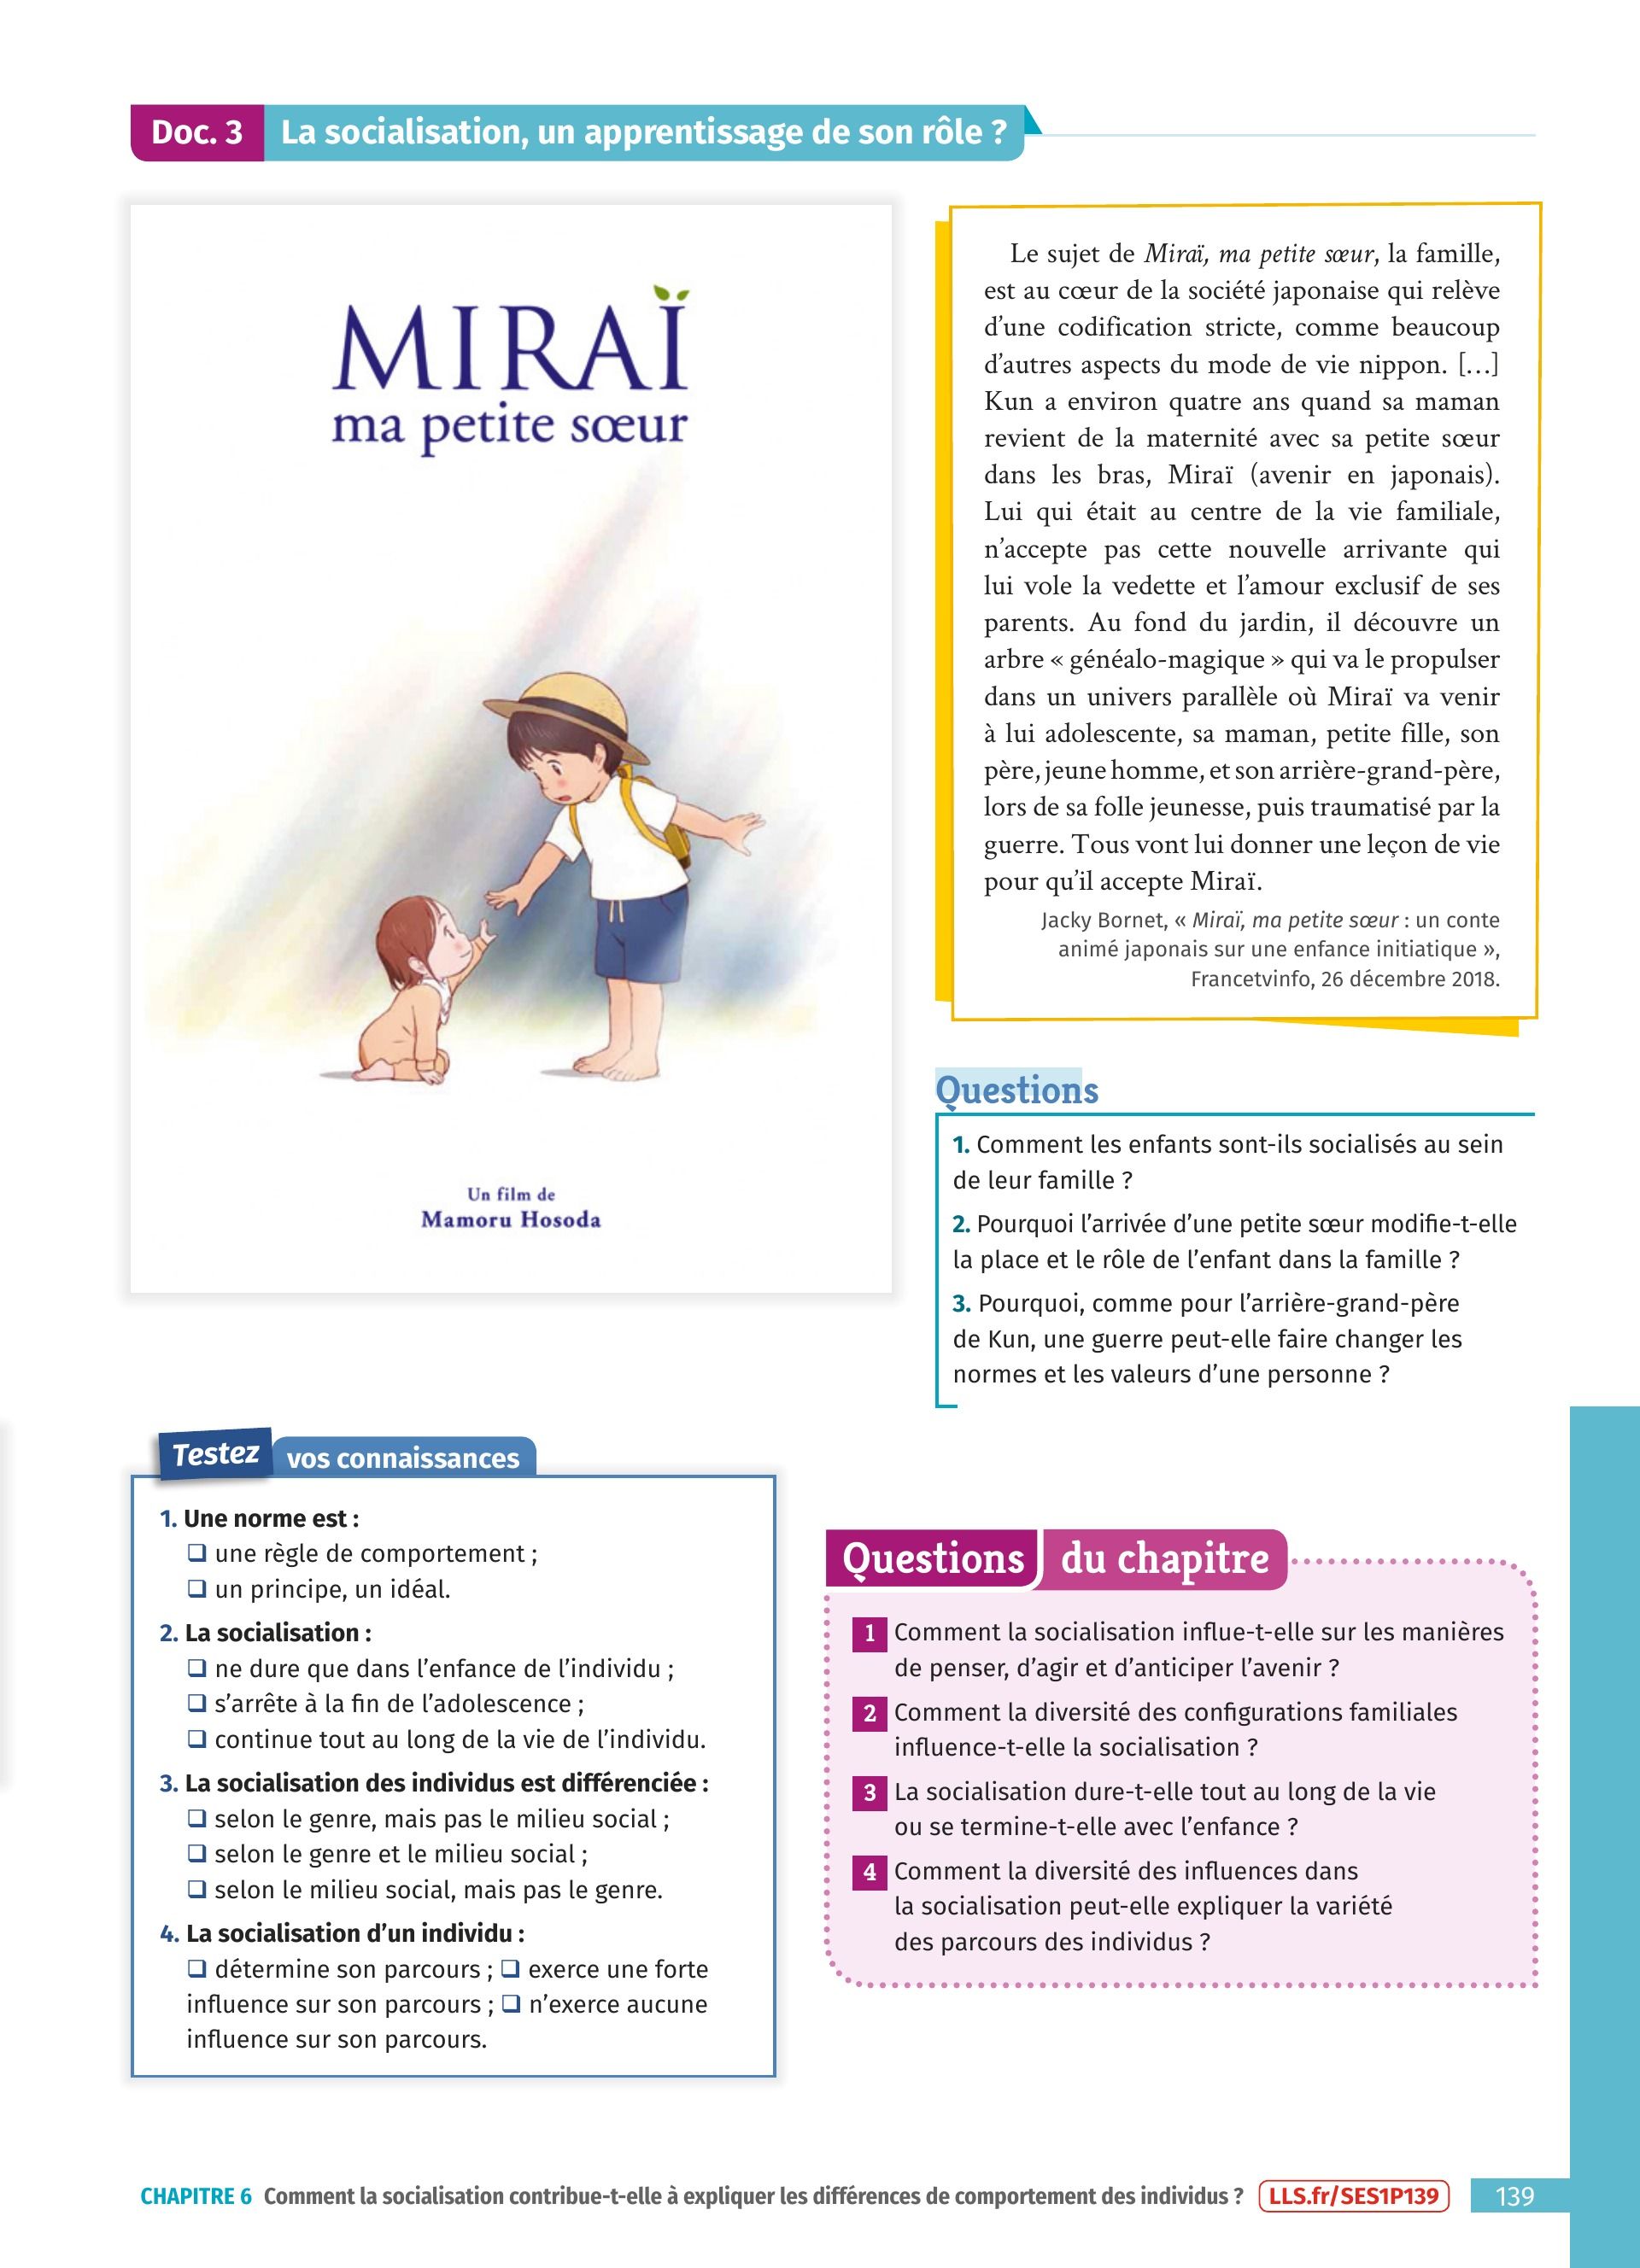 Doc. 3 La socialisation, un apprentissage de son rôle ?
MIRAÏ
ma petite sœur
Un film de
Mamoru Hosoda
Le sujet de Miraï, ma petite sœur, la famille,
est au cœur de la société japonaise qui relève
d’une codification stricte, comme beaucoup
d’autres aspects du mode de vie nippon. […]
Kun a environ quatre ans quand sa maman
revient de la maternité avec sa petite sœur
dans les bras, Miraï (avenir en japonais).
Lui qui était au centre de la vie familiale,
n’accepte pas cette nouvelle arrivante qui
lui vole la vedette et l’amour exclusif de ses
parents. Au fond du jardin, il découvre un
arbre « généalo-magique » qui va le propulser
dans un univers parallèle où Miraï va venir
à lui adolescente, sa maman, petite fille, son
père, jeune homme, et son arrière-grand-père,
lors de sa folle jeunesse, puis traumatisé par la
guerre. Tous vont lui donner une leçon de vie
pour qu’il accepte Miraï.
Jacky Bornet, « Miraï, ma petite sœur : un conte
animé japonais sur une enfance initiatique »,
Francetvinfo, 26 décembre 2018.
Questions
1. Comment les enfants sont-ils socialisés au sein
de leur famille ?
2. Pourquoi l’arrivée d’une petite sœur modifie-t-elle
la place et le rôle de l’enfant dans la famille ?
3. Pourquoi, comme pour l’arrière-grand-père
de Kun, une guerre peut-elle faire changer les
normes et les valeurs d’une personne ?
Testez vos connaissances
1. Une norme est :
❑ une règle de comportement ;
❑ un principe, un idéal.
2. La socialisation :
❑ ne dure que dans l’enfance de l’individu ;
❑ s’arrête à la fin de l’adolescence ;
❑ continue tout au long de la vie de l’individu.
3. La socialisation des individus est différenciée :
❑ selon le genre, mais pas le milieu social ;
❑ selon le genre et le milieu social ;
❑ selon le milieu social, mais pas le genre.
4. La socialisation d’un individu :
❑ détermine son parcours ; ❑ exerce une forte
influence sur son parcours ; ❑ n’exerce aucune
influence sur son parcours.
Questions du chapitre
1 Comment la socialisation influe-t-elle sur les manières
de penser, d’agir et d’anticiper l’avenir ?
2 Comment la diversité des configurations familiales
influence-t-elle la socialisation ?
3 La socialisation dure-t-elle tout au long de la vie
ou se termine-t-elle avec l’enfance ?
4 Comment la diversité des influences dans
la socialisation peut-elle expliquer la variété
des parcours des individus ?
CHAPITRE 6 Comment la socialisation contribue-t-elle à expliquer les différences de comportement des individus ? LLS.fr/SES1P139 139